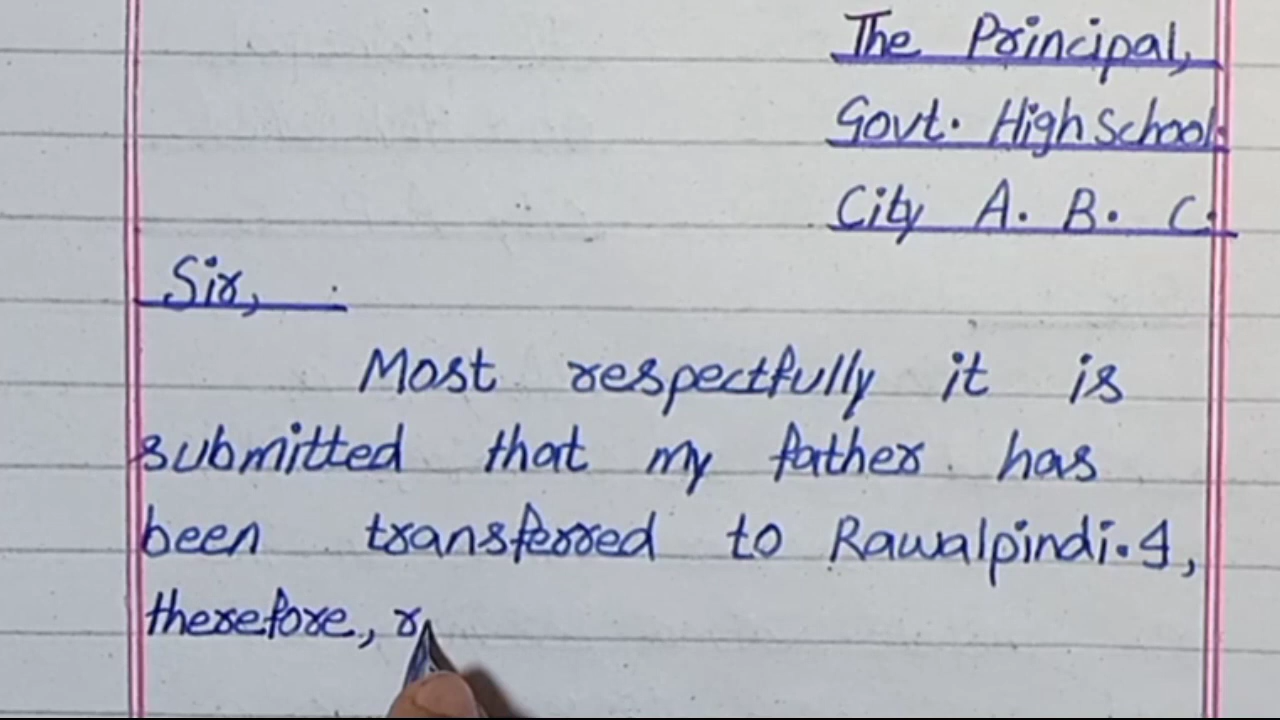 The Principal,
Govt. High School.
City A. B. C.
Sir,
Most respectfully it is
submitted that my father has
been transferred to Rawalpindi. I,
therefore, r